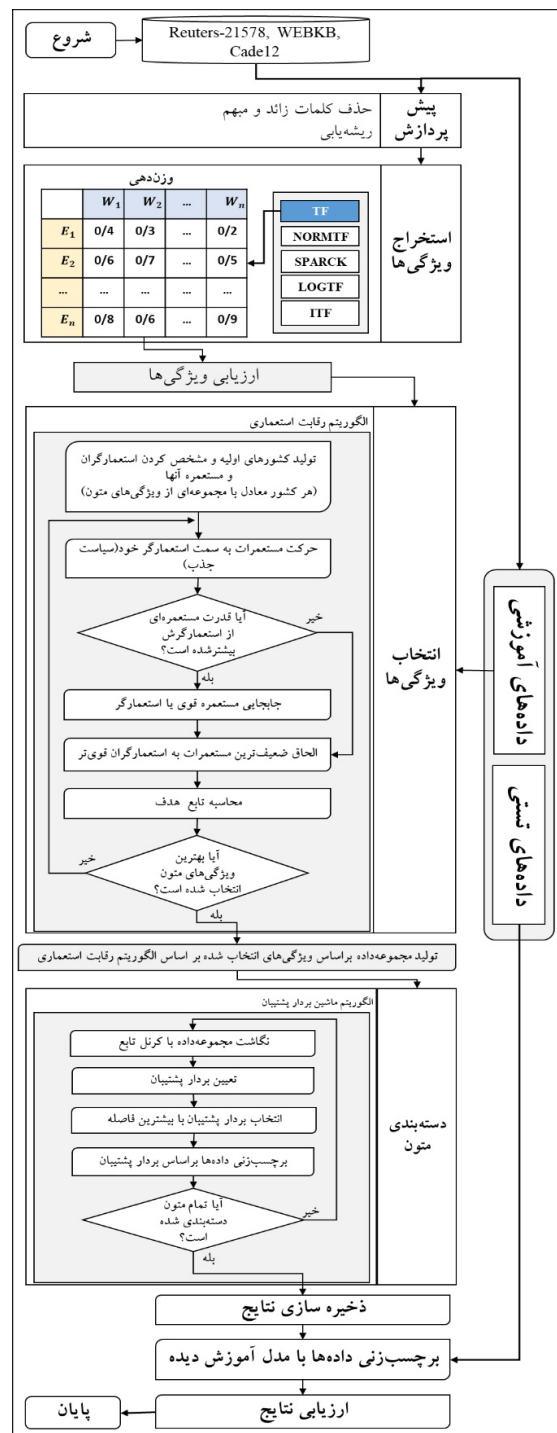 شروع
Reuters-21578, WEBKB,
Cade12
پیش
پردازش
حذف کلمات زائد و مبهم
ریشه‌یابی
استخراج
ویژگی‌ها
وزن‌دهی
W1 W2 ... Wn
E1 0/4 0/3 ... 0/2
E2 0/6 0/7 ... 0/5
... ... ... ... ...
En 0/8 0/6 ... 0/9
TF
NORMTF
SPARCK
LOGTF
ITF
ارزیابی ویژگی‌ها
انتخاب
ویژگی‌ها
الگوریتم رقابت استعماری
تولید کشورهای اولیه و مشخص کردن استعمارگران
و مستعمره آنها
(هر کشور معادل با مجموعه‌ای از ویژگی‌های متون)
حرکت مستعمرات به سمت استعمارگر خود(سیاست
جذب)
آیا قدرت مستعمره‌ای
از استعمارگرش
بیشترشده است؟
خیر
بله
جابجایی مستعمره قوی با استعمارگر
الحاق ضعیف‌ترین مستعمرات به استعمارگران قوی‌تر
محاسبه تابع هدف
آیا بهترین
ویژگی‌های متون
انتخاب شده است؟
خیر
بله
داده‌های آموزشی
داده‌های تستی
تولید مجموعه‌داده براساس ویژگی‌های انتخاب شده بر اساس الگوریتم رقابت استعماری
دسته‌بندی
متون
الگوریتم ماشین بردار پشتیبان
نگاشت مجموعه‌داده با کرنل تابع
تعیین بردار پشتیبان
انتخاب بردار پشتیبان با بیشترین فاصله
برچسب‌زنی داده‌ها براساس بردار پشتیبان
آیا تمام متون
دسته‌بندی شده
است؟
خیر
بله
ذخیره سازی نتایج
برچسب‌زنی داده‌ها با مدل آموزش دیده
ارزیابی نتایج
پایان